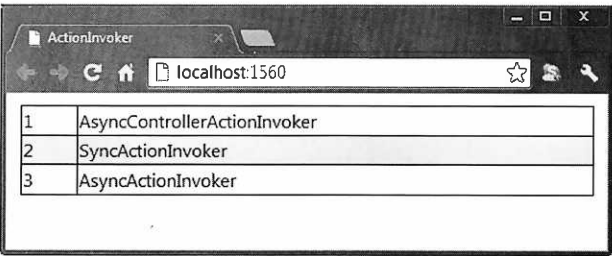 ActionInvoker
localhost:1560
1 AsyncControllerActionInvoker
2 SyncActionInvoker
3 AsyncActionInvoker